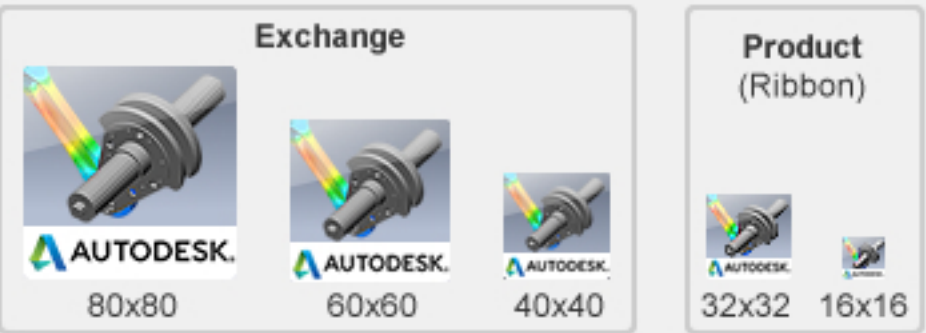 Exchange
AUTODESK.
AUTODESK.
AUTODESK.
80x80
60x60
40x40
Product
(Ribbon)
AUTODESK.
32x32
16x16